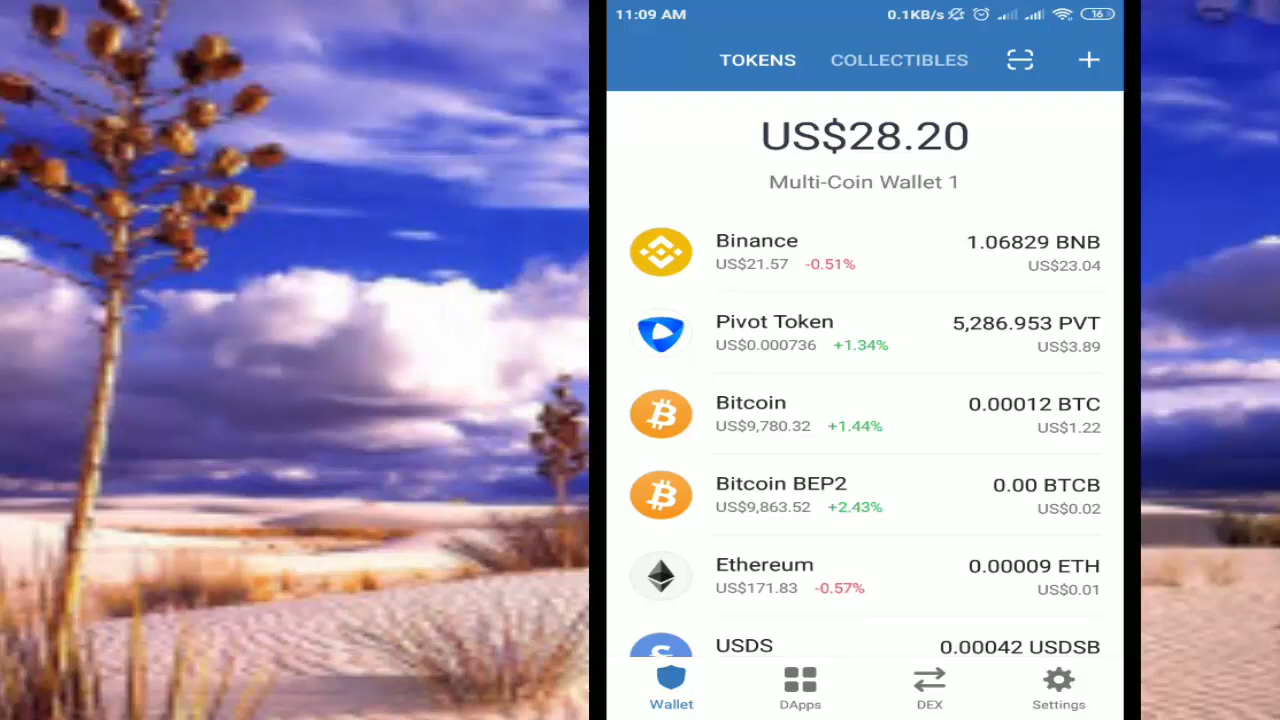 11:09 AM 0.1KB/s 16
TOKENS COLLECTIBLES
US$28.20
Multi-Coin Wallet 1
Binance 1.06829 BNB
US$21.57 -0.51% US$23.04
Pivot Token 5,286.953 PVT
US$0.000736 +1.34% US$3.89
Bitcoin 0.00012 BTC
US$9,780.32 +1.44% US$1.22
Bitcoin BEP2 0.00 BTCB
US$9,863.52 +2.43% US$0.02
Ethereum 0.00009 ETH
US$171.83 -0.57% US$0.01
USDS 0.00042 USDSB
Wallet DApps DEX Settings